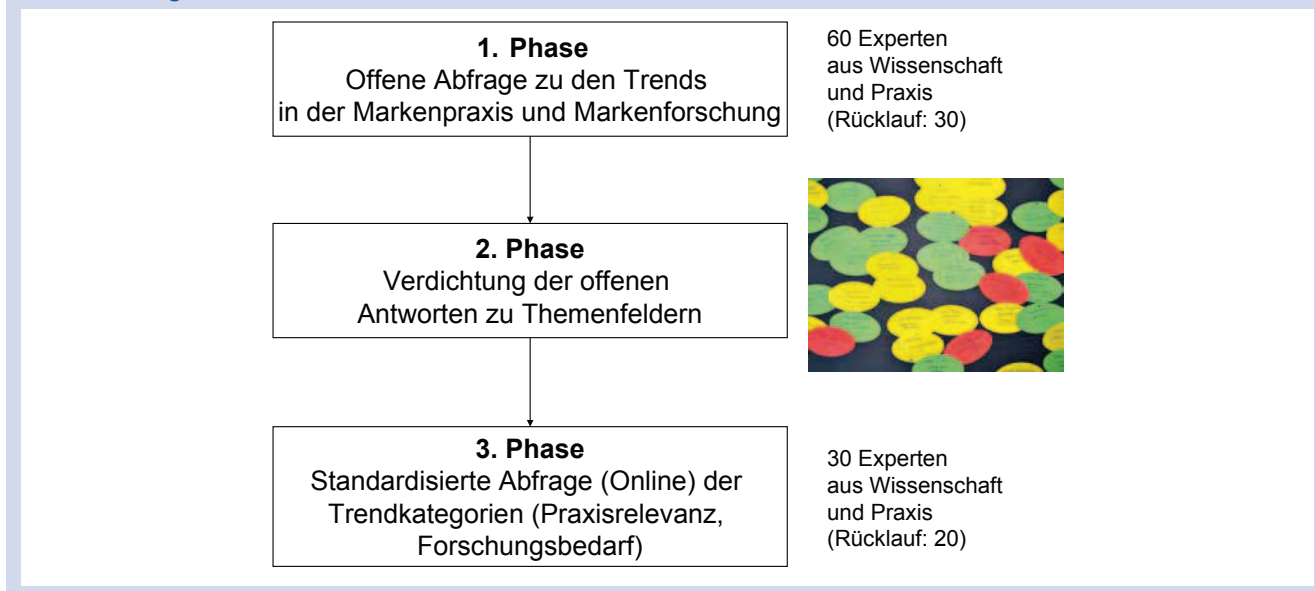 1. Phase
Offene Abfrage zu den Trends
in der Markenpraxis und Markenforschung
60 Experten
aus Wissenschaft
und Praxis
(Rücklauf: 30)
2. Phase
Verdichtung der offenen
Antworten zu Themenfeldern
3. Phase
Standardisierte Abfrage (Online) der
Trendkategorien (Praxisrelevanz,
Forschungsbedarf)
30 Experten
aus Wissenschaft
und Praxis
(Rücklauf: 20)